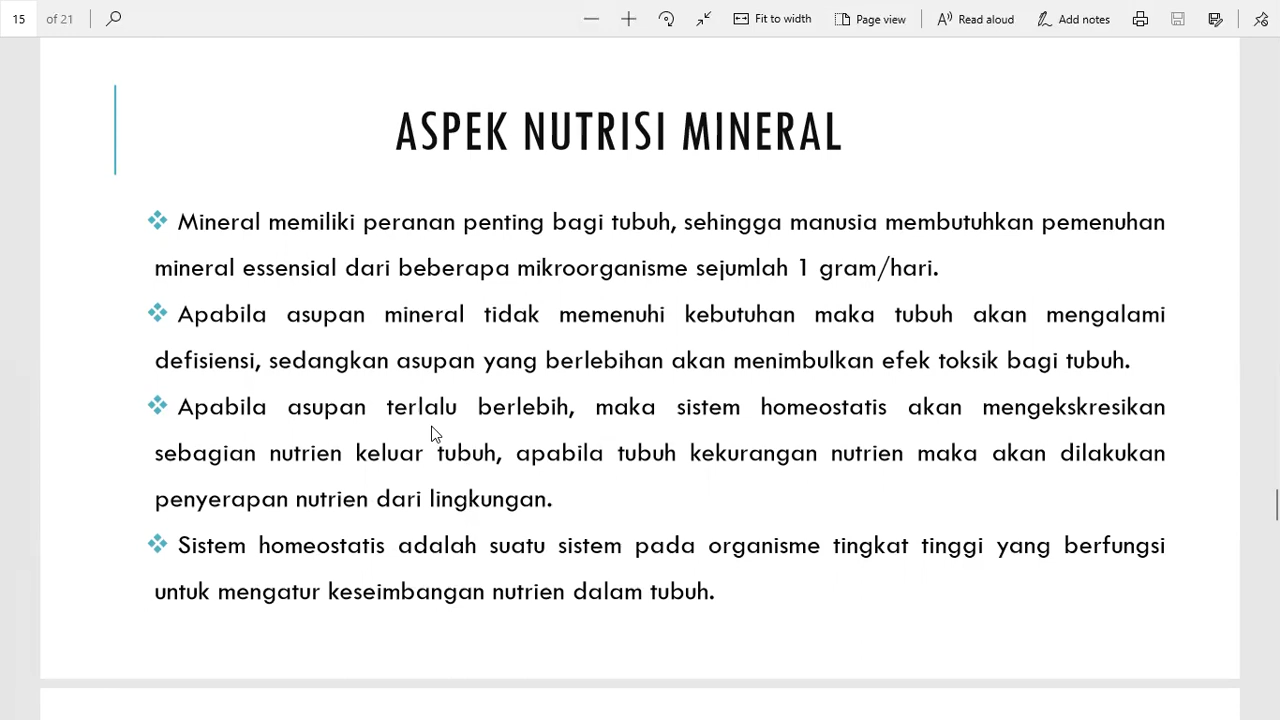 15 of 21 Fit to width Page view Read aloud Add notes
ASPEK NUTRISI MINERAL
Mineral memiliki peranan penting bagi tubuh, sehingga manusia membutuhkan pemenuhan
mineral essensial dari beberapa mikroorganisme sejumlah 1 gram/hari.
Apabila asupan mineral tidak memenuhi kebutuhan maka tubuh akan mengalami
defisiensi, sedangkan asupan yang berlebihan akan menimbulkan efek toksik bagi tubuh.
Apabila asupan terlalu berlebih, maka sistem homeostatis akan mengekskresikan
sebagian nutrien keluar tubuh, apabila tubuh kekurangan nutrien maka akan dilakukan
penyerapan nutrien dari lingkungan.
Sistem homeostatis adalah suatu sistem pada organisme tingkat tinggi yang berfungsi
untuk mengatur keseimbangan nutrien dalam tubuh.